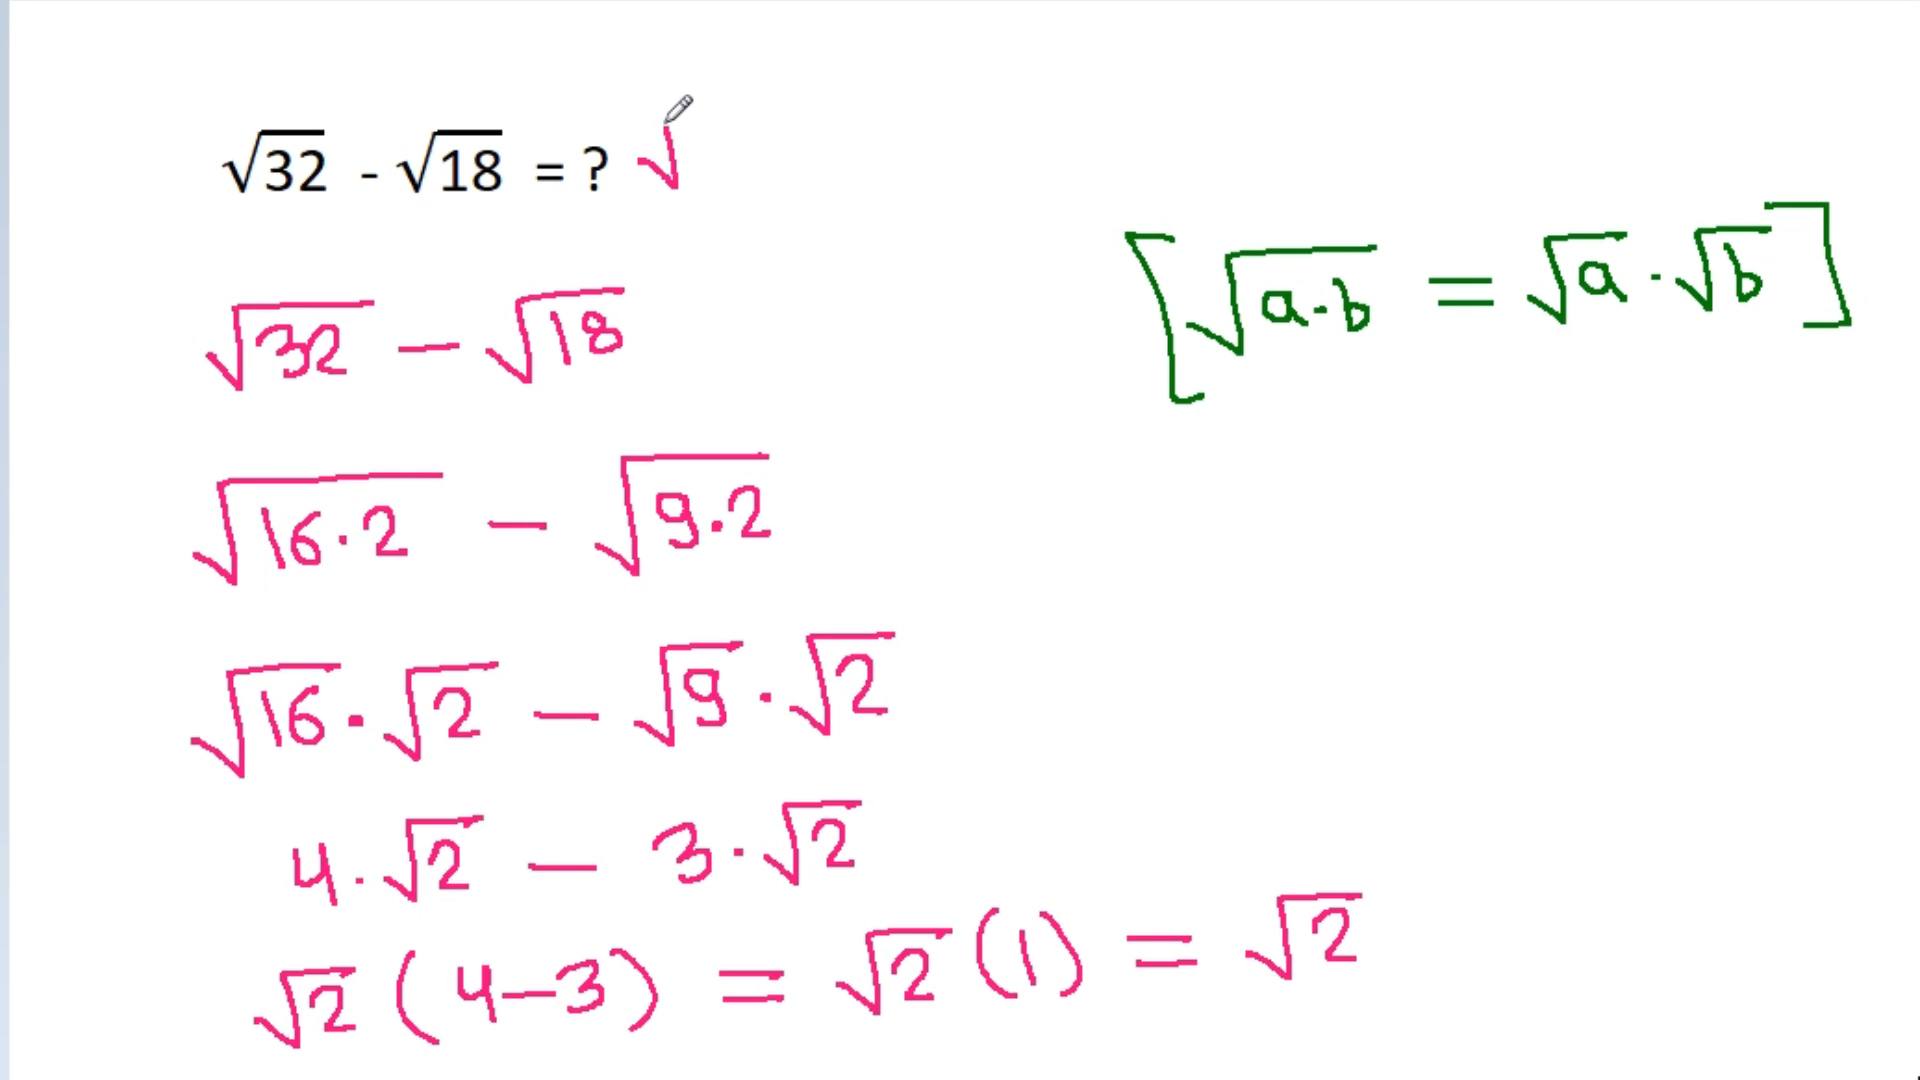 √32 - √18 = ? √
[√a·b = √a · √b]
√32 − √18
√16·2 − √9·2
√16 · √2 − √9 · √2
4·√2 − 3·√2
√2 (4−3) = √2 (1) = √2